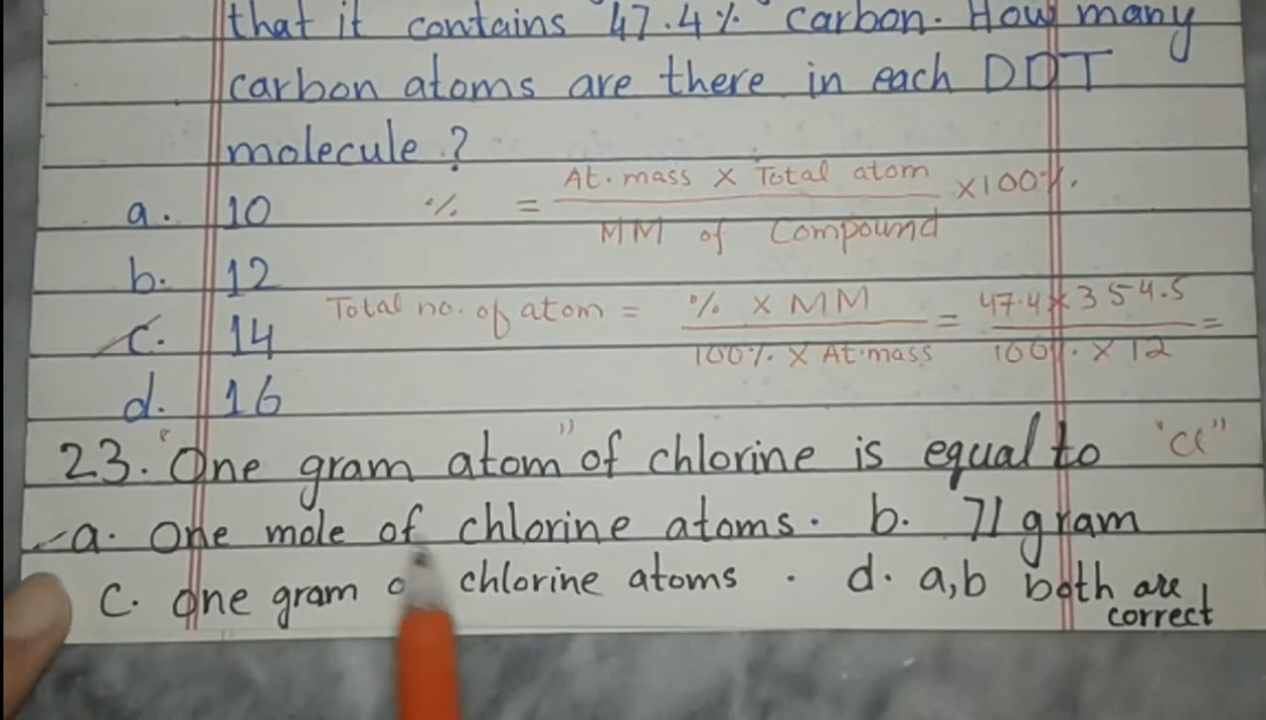 that it contains "47.4%" carbon. How many
carbon atoms are there in each DDT
molecule?
At. mass X Total atom
% = ――― X100%.
MM of Compound
a. 10
b. 12
Total no. of atom = % X MM / 100% X At.mass = 47.4 X 354.5 / 100%. X 12 =
c. 14
d. 16
23. "One gram atom" of chlorine is equal to "Cl"
a. One mole of chlorine atoms. b. 71 gram
c. One gram chlorine atoms. d. a,b both are
correct